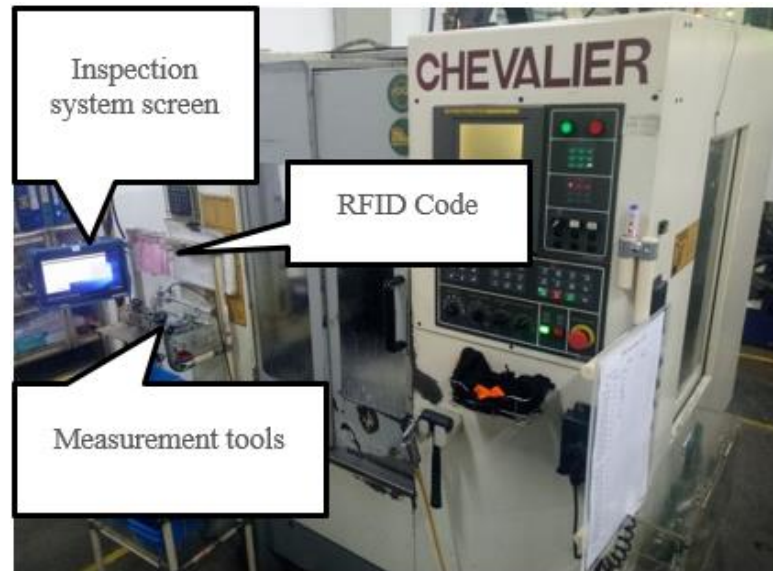 Inspection
system screen
CHEVALIER
RFID Code
Measurement tools